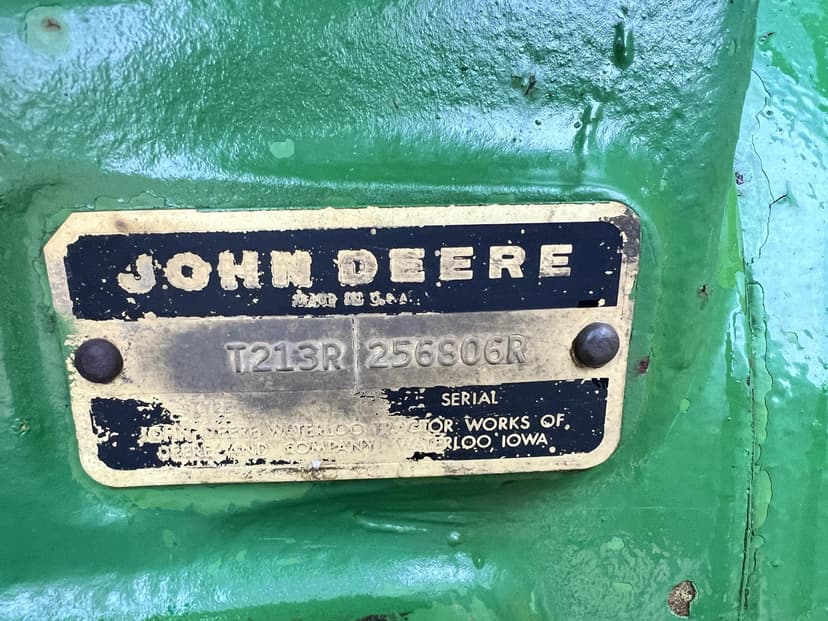 JOHN DEERE
MADE IN U.S.A.
T213R 256806R
SERIAL
JOHN DEERE WATERLOO TRACTOR WORKS OF,
DEERE AND COMPANY WATERLOO, IOWA